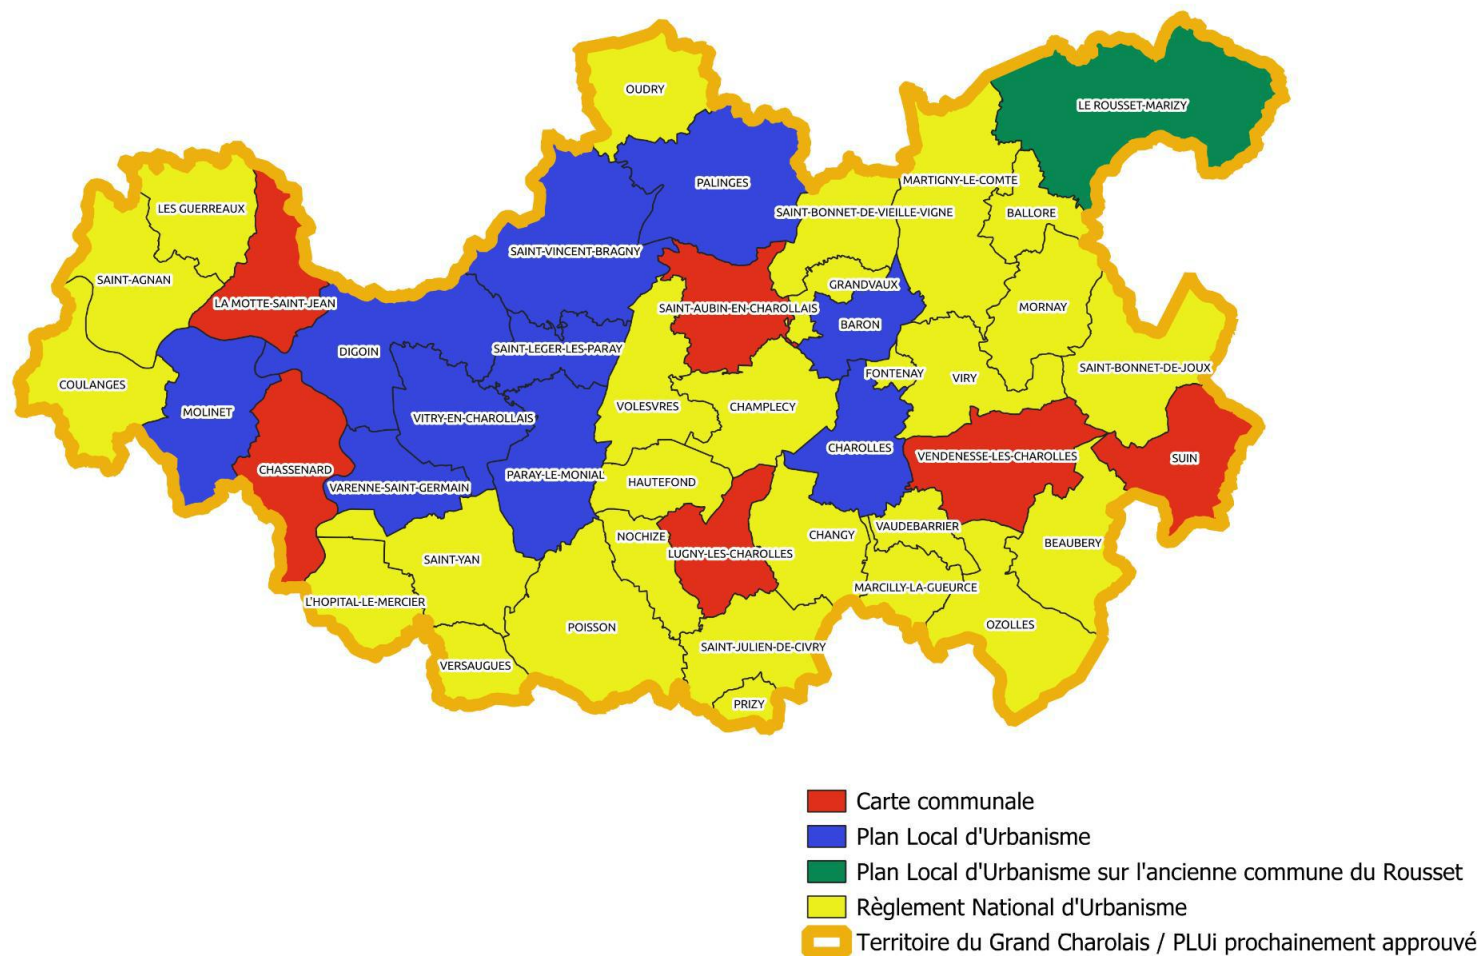 OUDRY
LE ROUSSET-MARIZY
PALINGES
MARTIGNY-LE-COMTE
LES GUERREAUX
SAINT-BONNET-DE-VIEILLE-VIGNE
BALLORE
SAINT-VINCENT-BRAGNY
SAINT-AGNAN
GRANDVAUX
LA MOTTE-SAINT-JEAN
SAINT-AUBIN-EN-CHAROLLAIS
MORNAY
BARON
DIGOIN
SAINT-LEGER-LES-PARAY
SAINT-BONNET-DE-JOUX
COULANGES
FONTENAY
VIRY
MOLINET
VOLESVRES
CHAMPLECY
VITRY-EN-CHAROLLAIS
CHAROLLES
VENDENESSE-LES-CHAROLLES
SUIN
CHASSENARD
PARAY-LE-MONIAL
HAUTEFOND
VARENNE-SAINT-GERMAIN
VAUDEBARRIER
NOCHIZE
CHANGY
BEAUBERY
LUGNY-LES-CHAROLLES
SAINT-YAN
MARCILLY-LA-GUEURCE
L'HOPITAL-LE-MERCIER
POISSON
OZOLLES
SAINT-JULIEN-DE-CIVRY
VERSAUGUES
PRIZY
Carte communale
Plan Local d'Urbanisme
Plan Local d'Urbanisme sur l'ancienne commune du Rousset
Règlement National d'Urbanisme
Territoire du Grand Charolais / PLUi prochainement approuvé